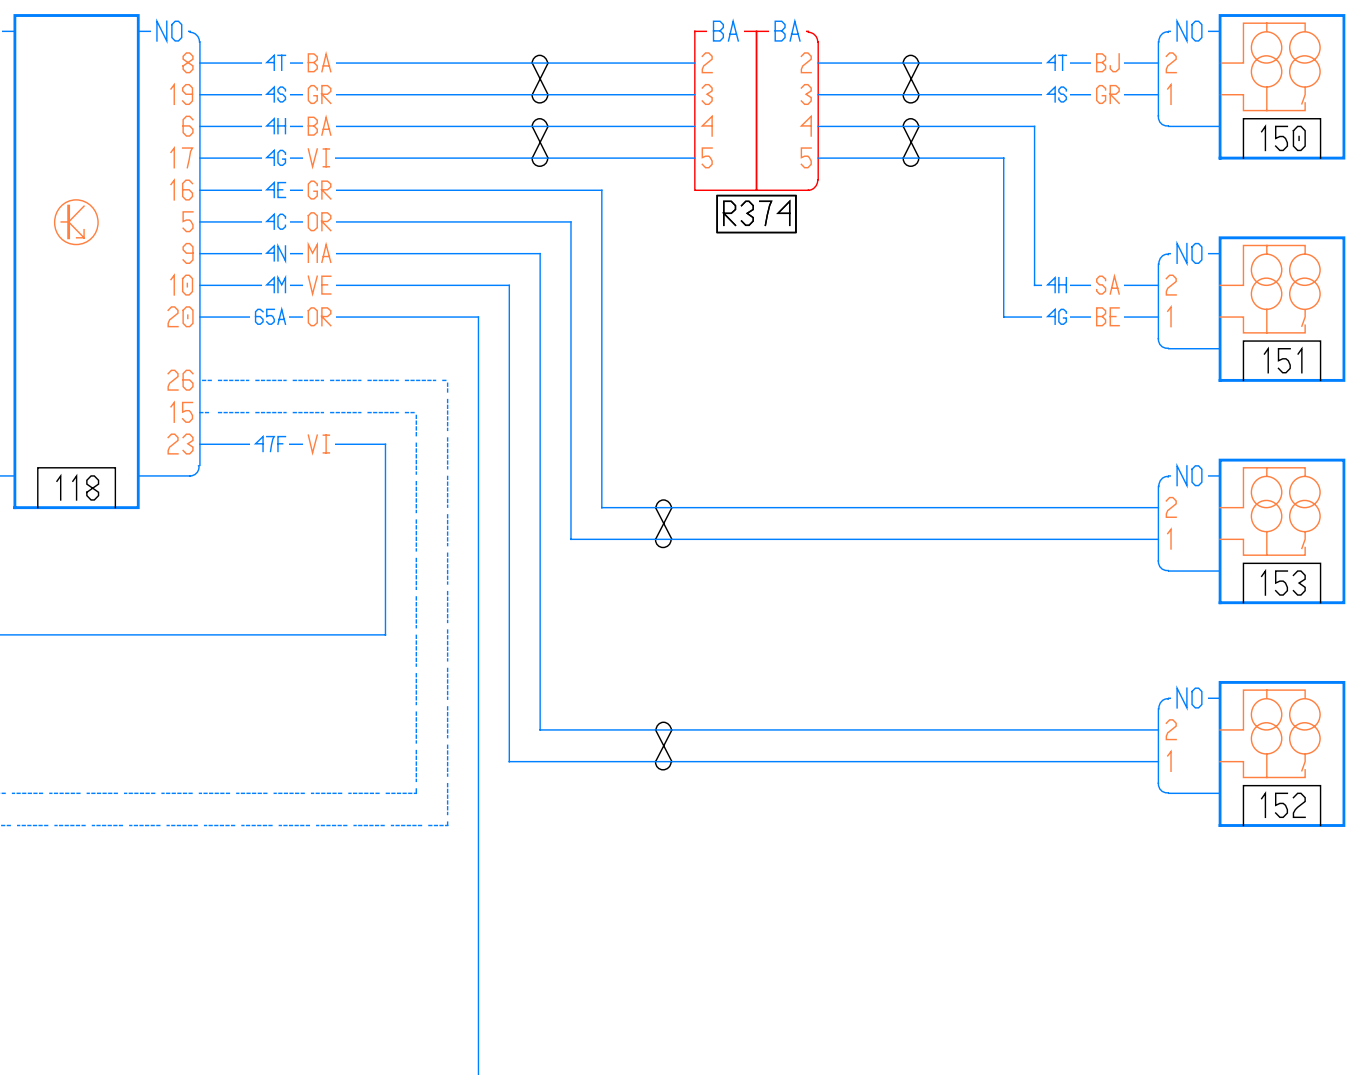 NO BA BA NO
8 4T BA 2 2 4T BJ 2
19 4S GR 3 3 4S GR 1
6 4H BA 4 4
17 4G VI 5 5
150
16 4E GR
R374
5 4C OR
9 4N MA NO
10 4M VE 4H SA 2
20 65A OR 4G BE 1
151
26
15
23 47F VI
NO
118
2
1
153
NO
2
1
152